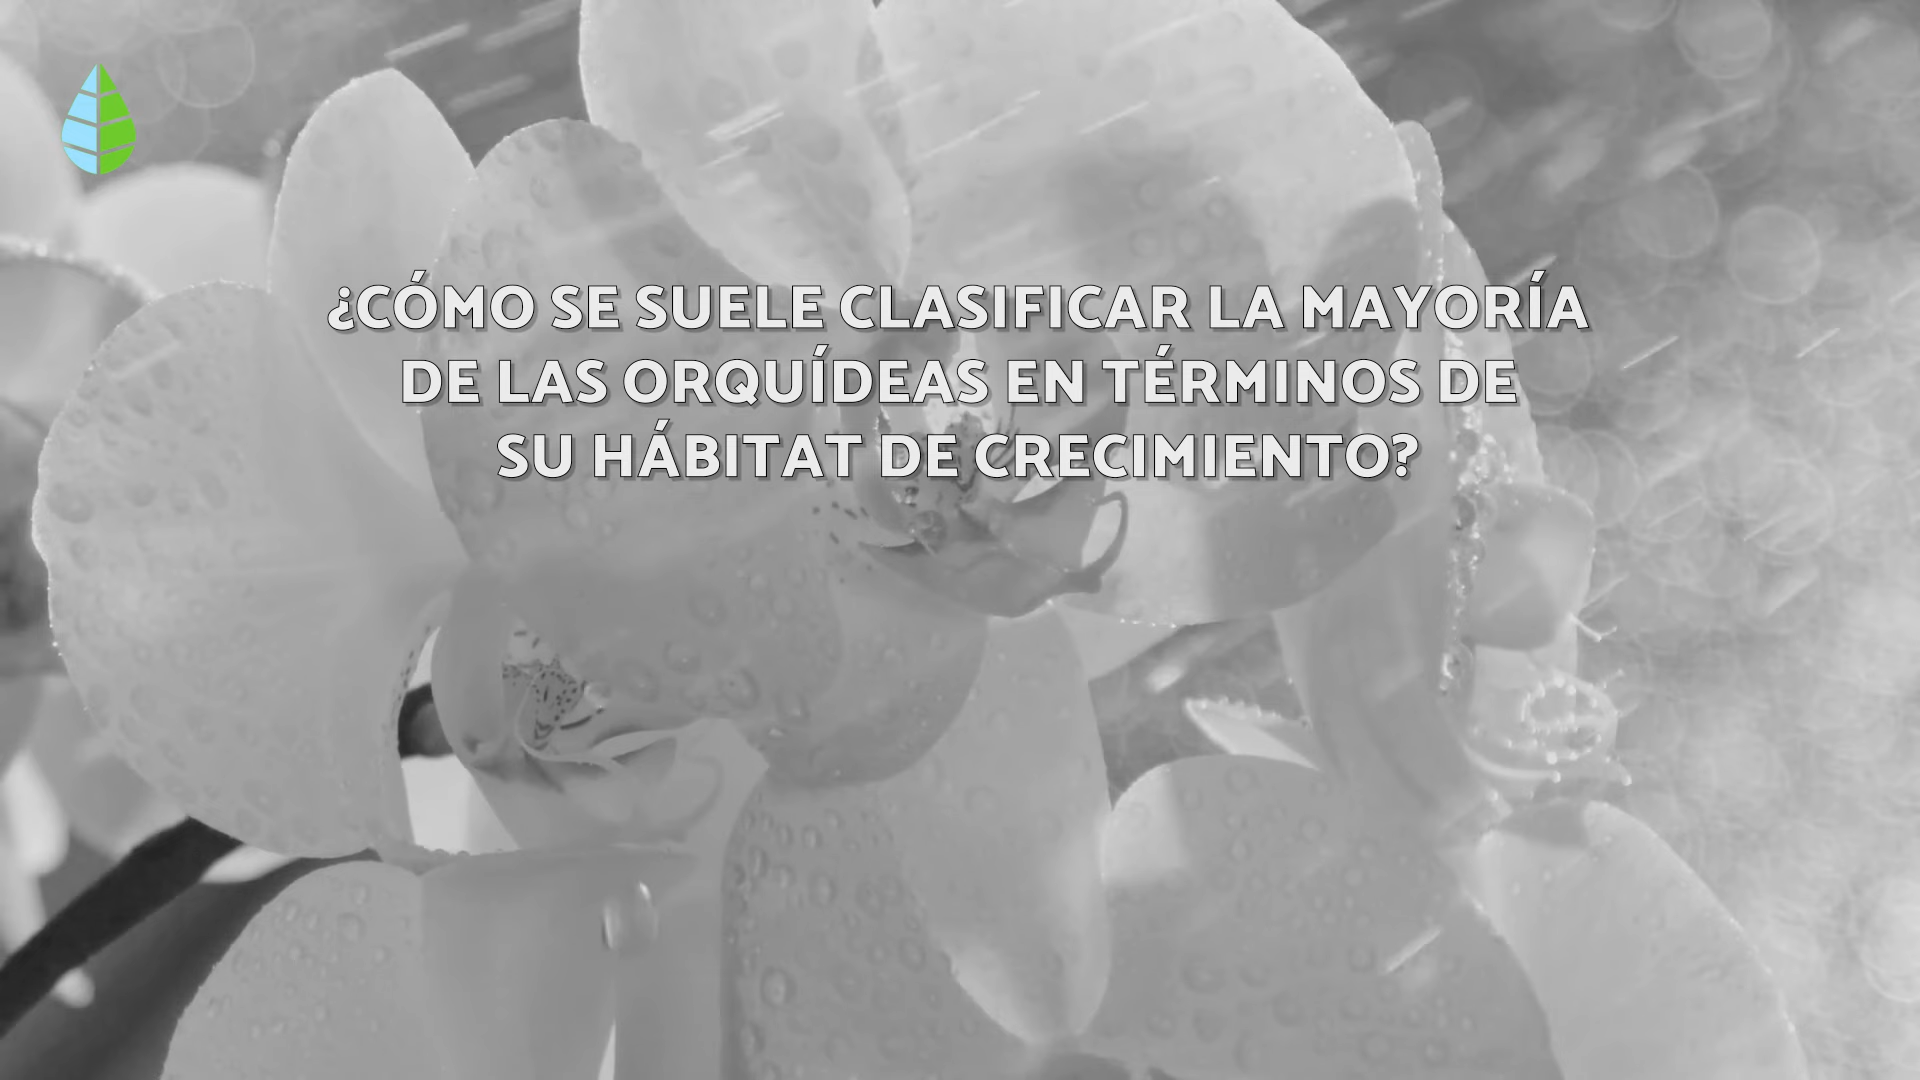 ¿CÓMO SE SUELE CLASIFICAR LA MAYORÍA
DE LAS ORQUÍDEAS EN TÉRMINOS DE
SU HÁBITAT DE CRECIMIENTO?